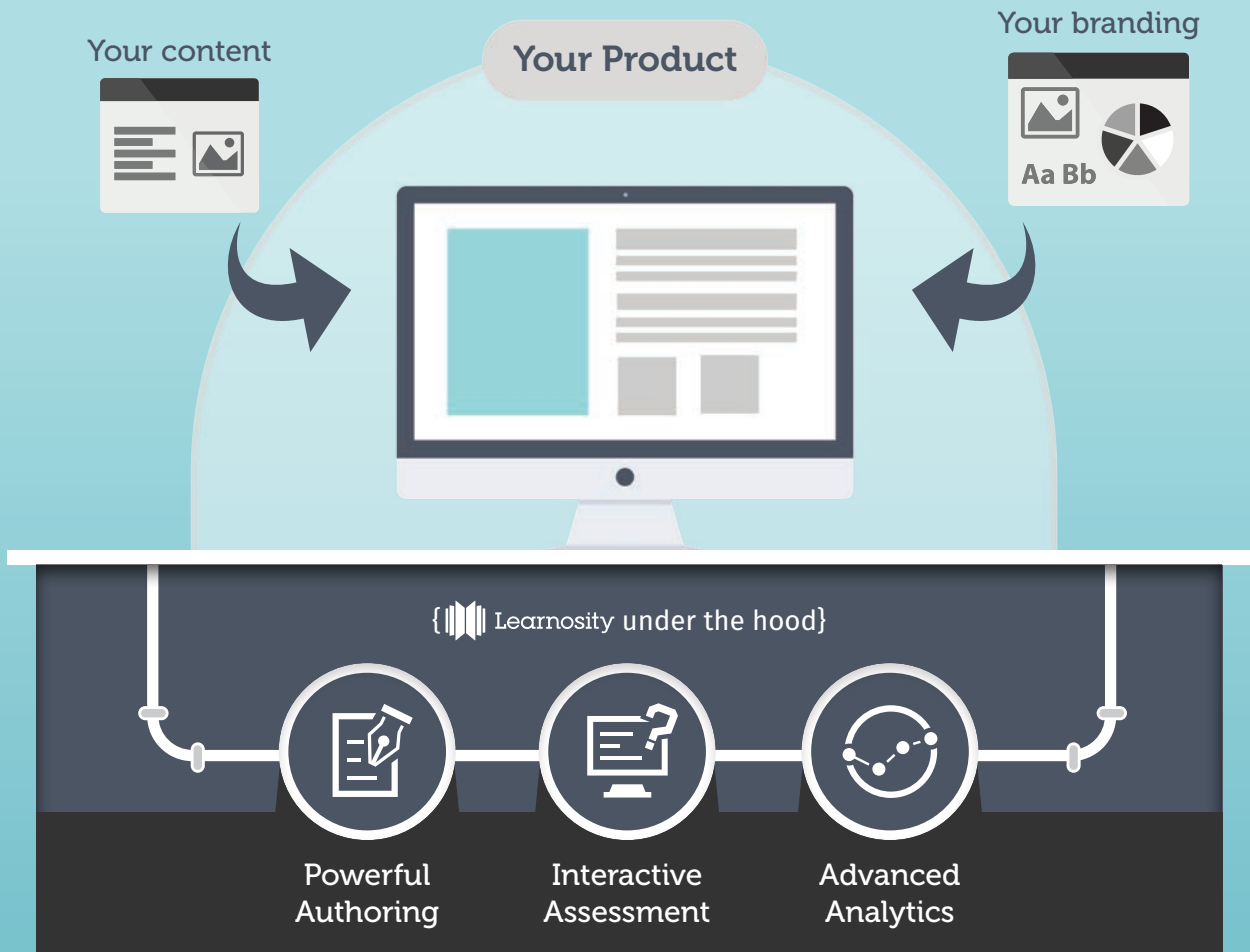 Your content
Your Product
Your branding
Aa Bb
{ Learnosity under the hood}
Powerful
Authoring
Interactive
Assessment
Advanced
Analytics